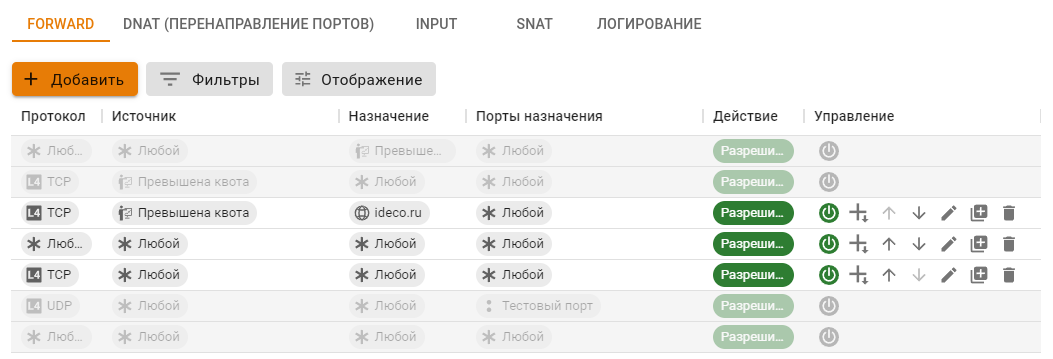 FORWARD DNAT (ПЕРЕНАПРАВЛЕНИЕ ПОРТОВ) INPUT SNAT ЛОГИРОВАНИЕ
Добавить Фильтры Отображение
Протокол Источник Назначение Порты назначения Действие Управление
Люб... Любой Превыше... Любой Разреши...
L4 TCP Превышена квота Любой Любой Разреши...
L4 TCP Превышена квота ideco.ru Любой Разреши...
Люб... Любой Любой Любой Разреши...
L4 TCP Любой Любой Любой Разреши...
L4 UDP Любой Любой Тестовый порт Разреши...
Люб... Любой Любой Любой Разреши...